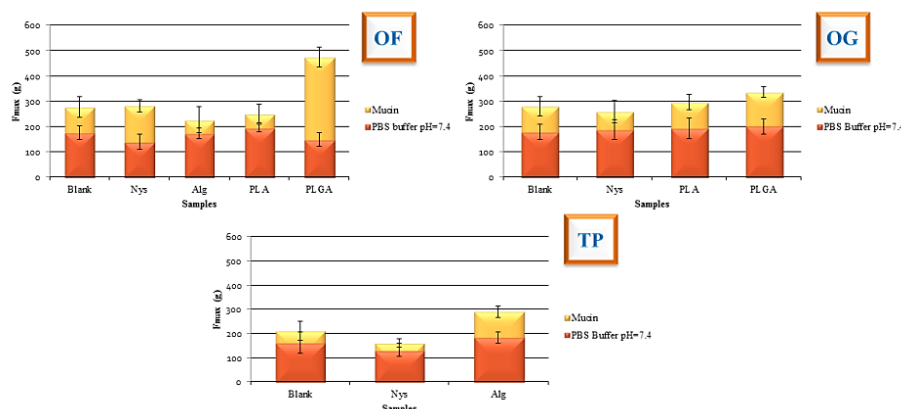 OF
600
500
400
300
200
100
0
Fmax (g)
Blank Nys Alg PLA PLGA
Samples
Mucin
PBS buffer pH=7.4
OG
600
500
400
300
200
100
0
Fmax (g)
Blank Nys PLA PLGA
Samples
Mucin
PBS Buffer pH=7.4
TP
600
500
400
300
200
100
0
Fmax (g)
Blank Nys Alg
Samples
Mucin
PBS Buffer pH=7.4